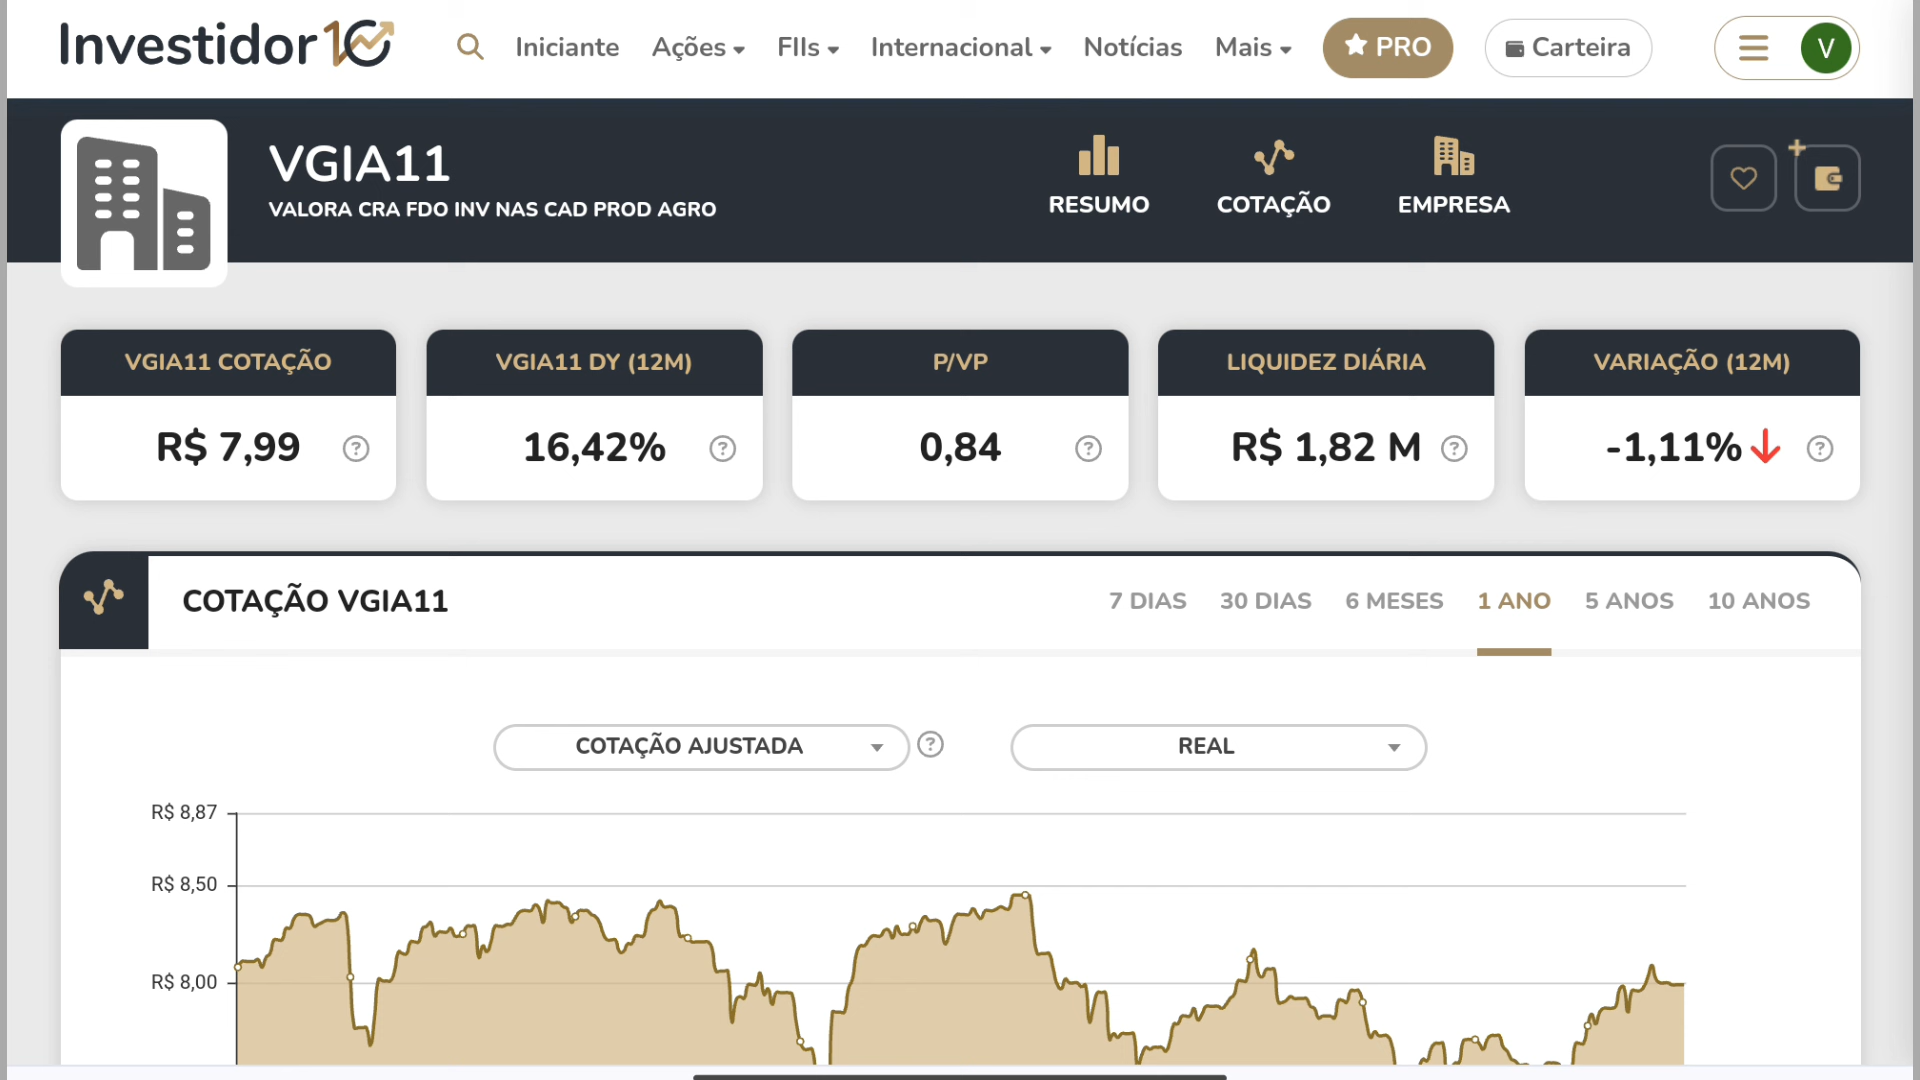 Investidor10
Iniciante
Ações
FIIs
Internacional
Notícias
Mais
PRO
Carteira
V
VGIA11
VALORA CRA FDO INV NAS CAD PROD AGRO
RESUMO
COTAÇÃO
EMPRESA
VGIA11 COTAÇÃO
R$ 7,99
?
VGIA11 DY (12M)
16,42%
?
P/VP
0,84
?
LIQUIDEZ DIÁRIA
R$ 1,82 M
?
VARIAÇÃO (12M)
-1,11%
?
COTAÇÃO VGIA11
7 DIAS
30 DIAS
6 MESES
1 ANO
5 ANOS
10 ANOS
COTAÇÃO AJUSTADA
?
REAL
R$ 8,87
R$ 8,50
R$ 8,00